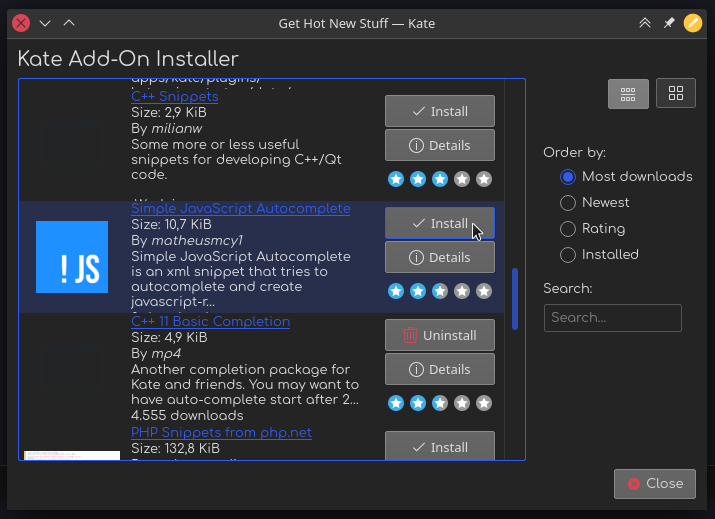 Get Hot New Stuff — Kate
Kate Add-On Installer
apps/kate/plugins/
C++ Snippets
Size: 2,9 KiB
By milianw
Some more or less useful
snippets for developing C++/Qt
code.
Install
Details
Simple JavaScript Autocomplete
Size: 10,7 KiB
By matheusmcy1
Simple JavaScript Autocomplete
is an xml snippet that tries to
autocomplete and create
javascript-r...
! JS
Install
Details
C++ 11 Basic Completion
Size: 4,9 KiB
By mp4
Another completion package for
Kate and friends. You may want to
have auto-complete start after 2...
4.555 downloads
Uninstall
Details
PHP Snippets from php.net
Size: 132,8 KiB
Install
Order by:
Most downloads
Newest
Rating
Installed
Search:
Search...
Close